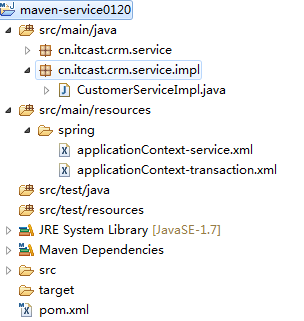 maven-service0120
src/main/java
cn.itcast.crm.service
cn.itcast.crm.service.impl
CustomerServiceImpl.java
src/main/resources
spring
applicationContext-service.xml
applicationContext-transaction.xml
src/test/java
src/test/resources
JRE System Library [JavaSE-1.7]
Maven Dependencies
src
target
pom.xml